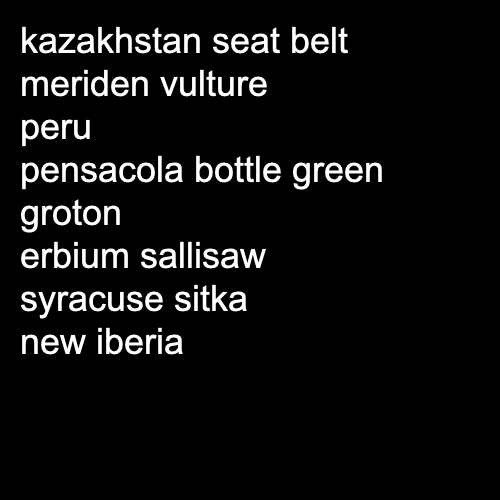 kazakhstan seat belt
meriden vulture
peru
pensacola bottle green
groton
erbium sallisaw
syracuse sitka
new iberia